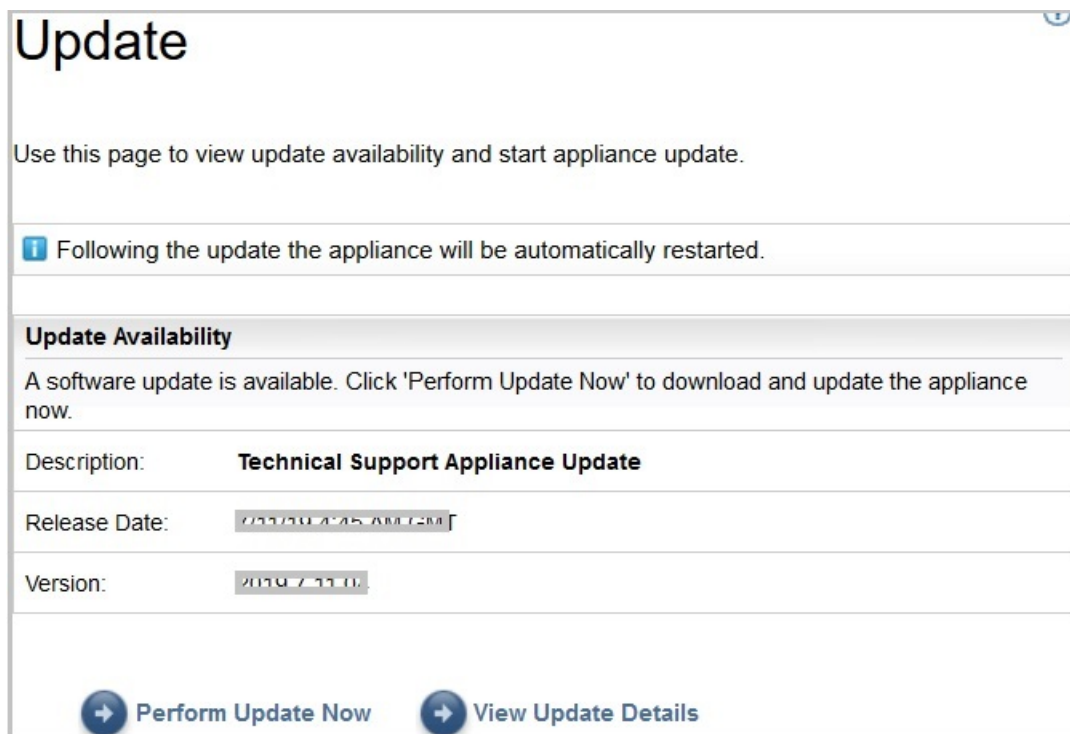 Update
Use this page to view update availability and start appliance update.
Following the update the appliance will be automatically restarted.
Update Availability
A software update is available. Click 'Perform Update Now' to download and update the appliance
now.
Description: Technical Support Appliance Update
Release Date:
Version:
Perform Update Now View Update Details